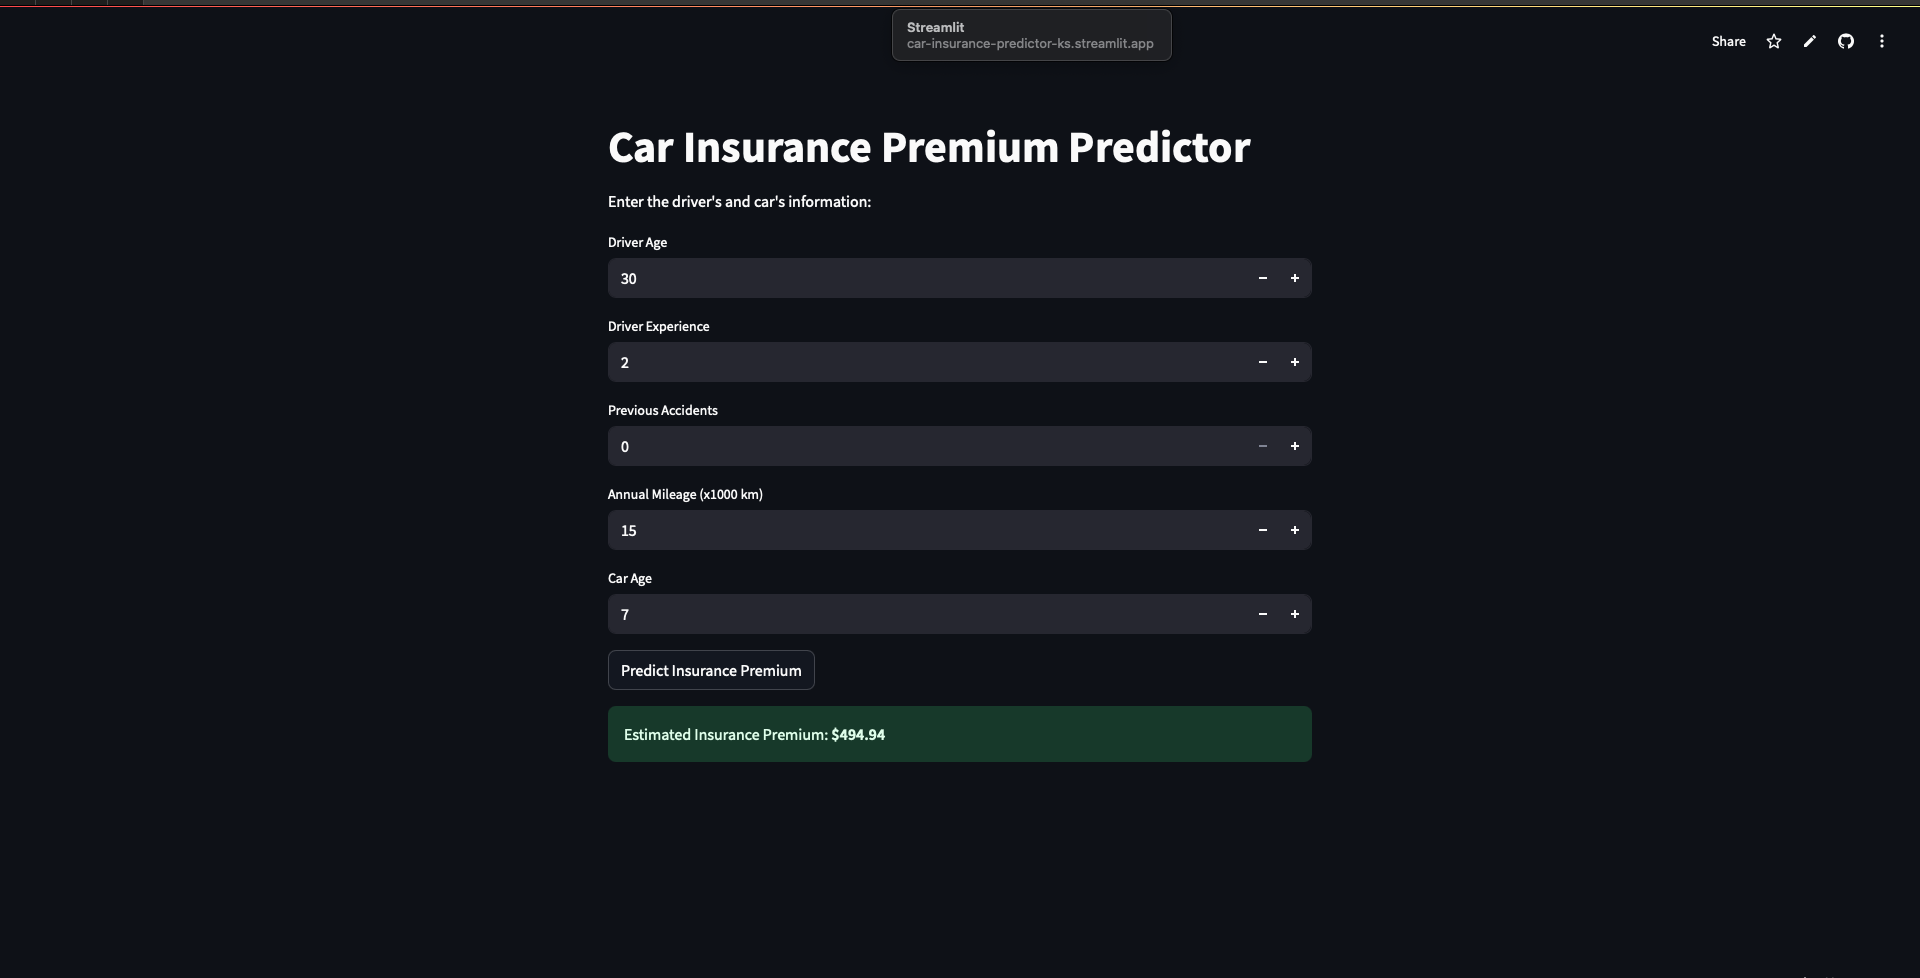 Streamlit
car-insurance-predictor-ks.streamlit.app
Share
Car Insurance Premium Predictor
Enter the driver's and car's information:
Driver Age
30
Driver Experience
2
Previous Accidents
0
Annual Mileage (x1000 km)
15
Car Age
7
Predict Insurance Premium
Estimated Insurance Premium: $494.94